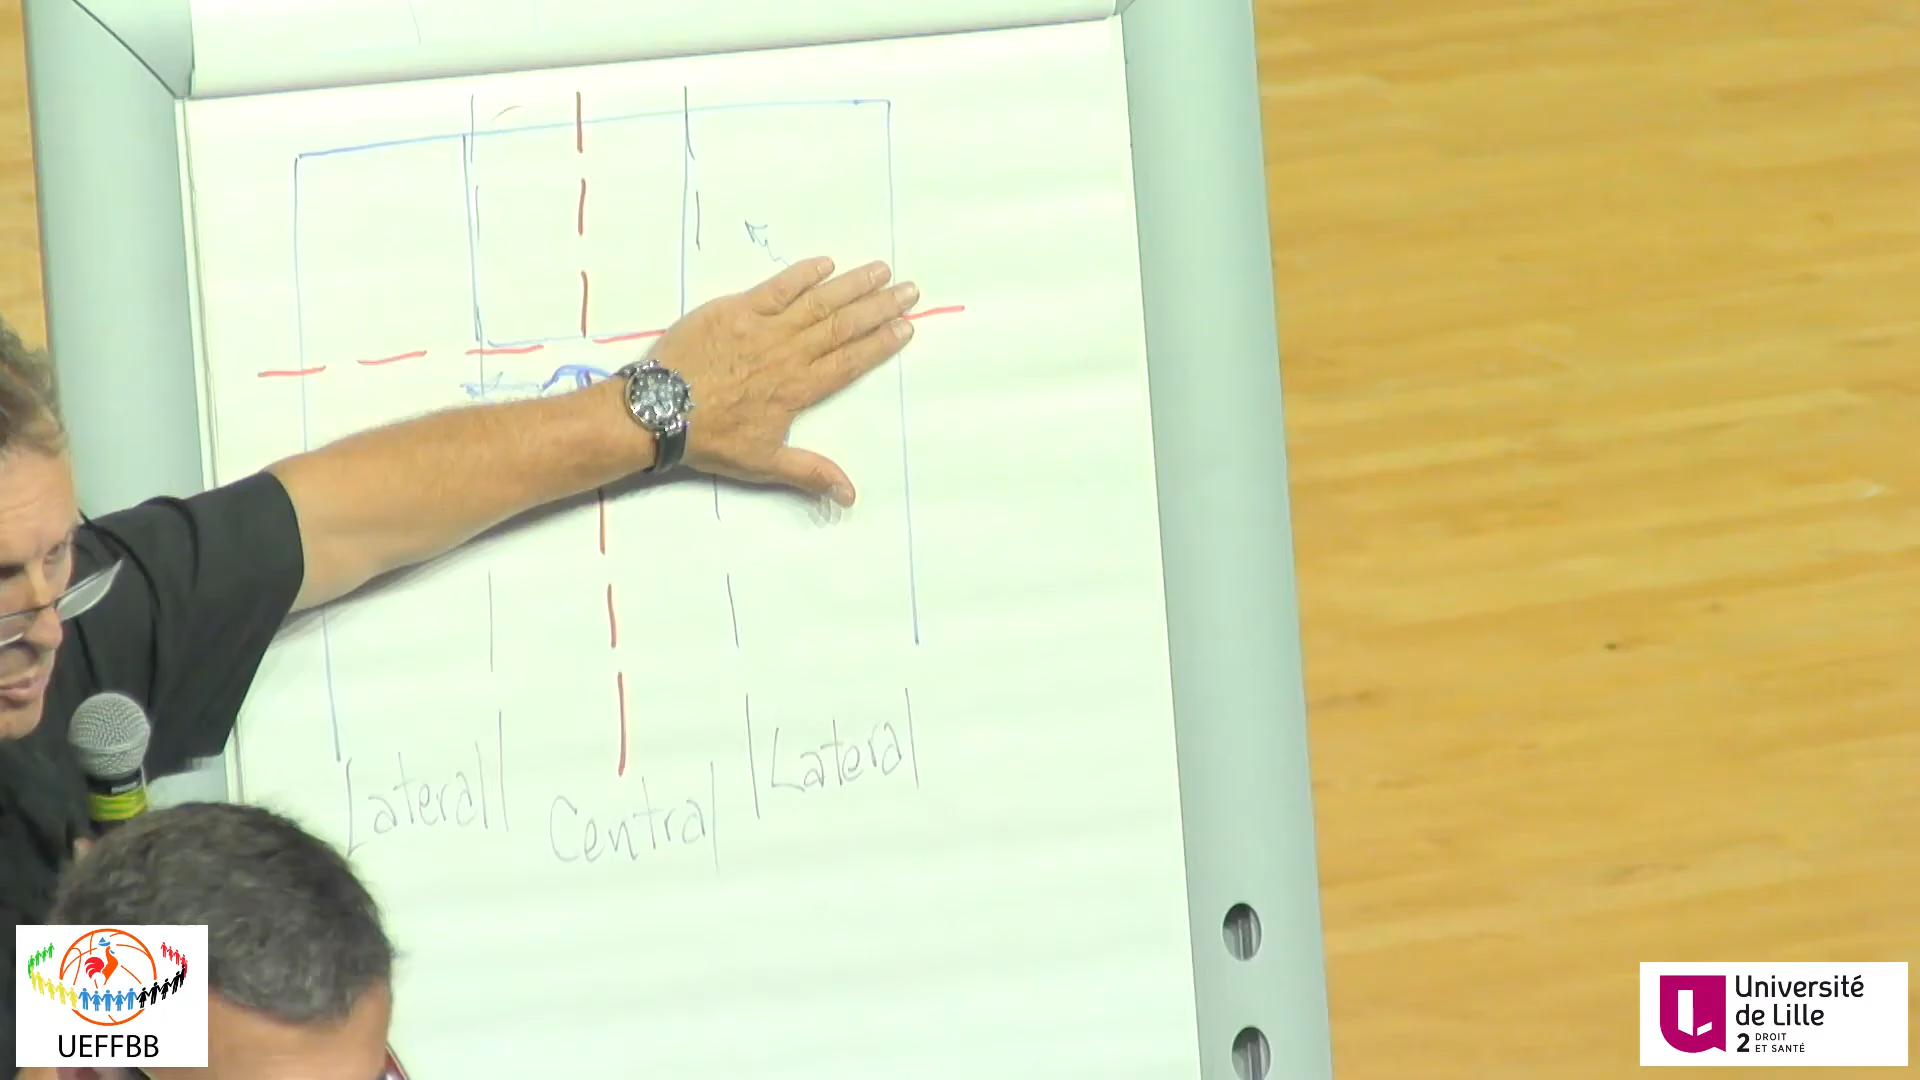 Lateral
Central
Lateral
UEFFBB
Université
de Lille
2 DROIT
ET SANTÉ